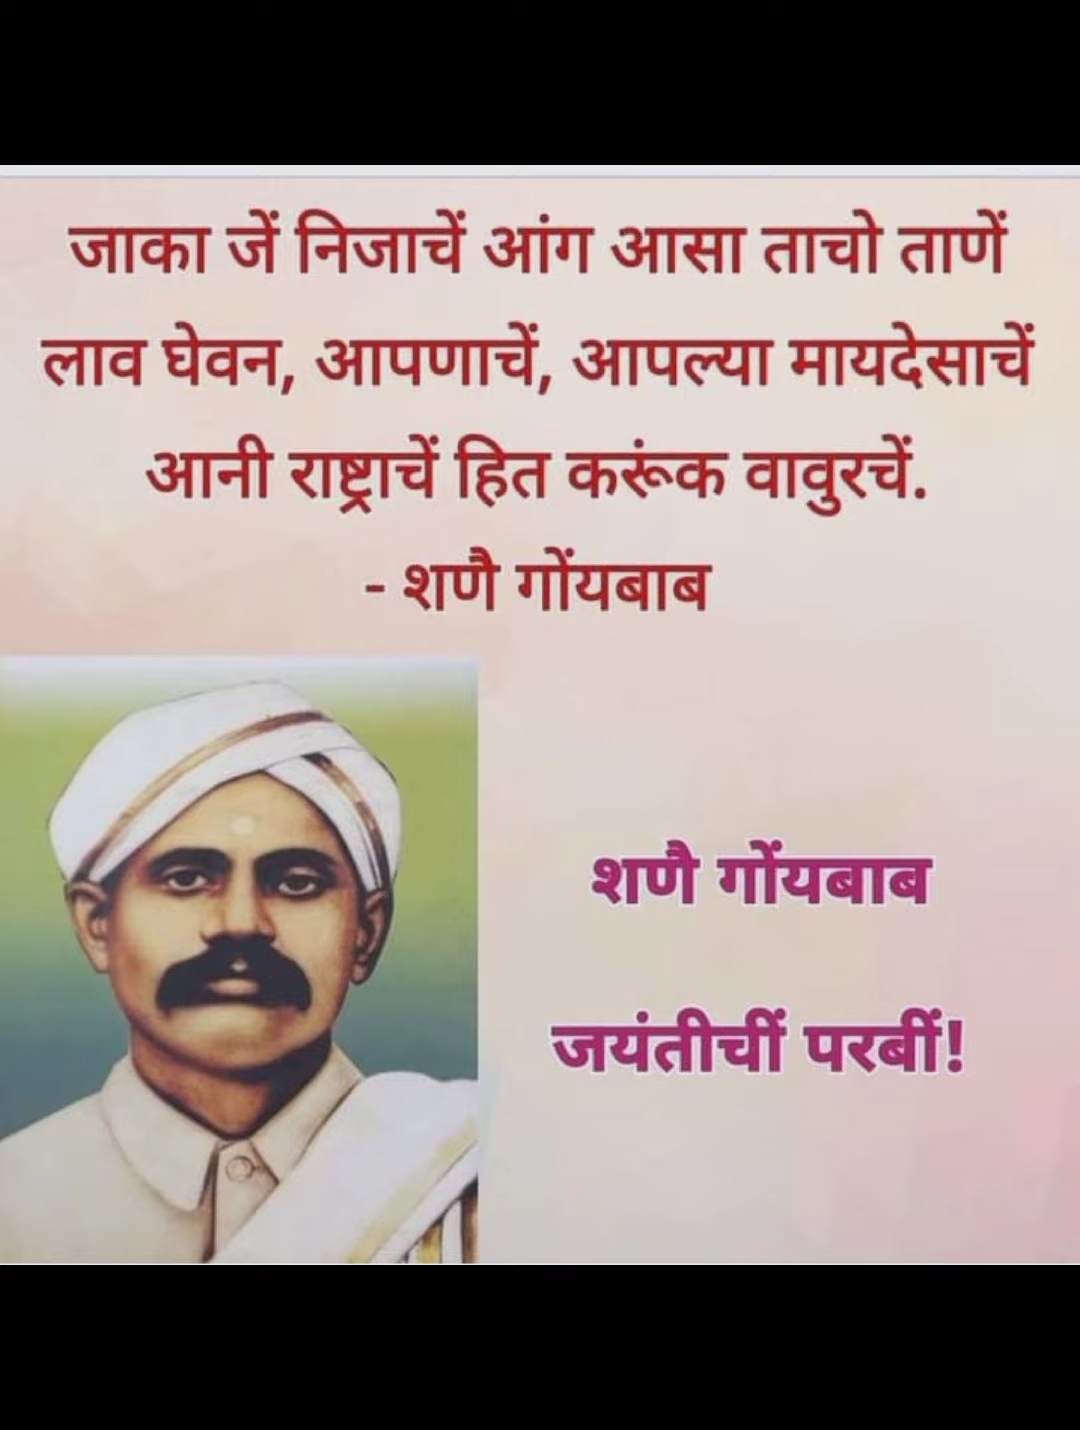 जाका जें निजाचें आंग आसा ताचो ताणें
लाव घेवन, आपणाचें, आपल्या मायदेसाचें
आनी राष्ट्राचें हित करूंक वावुरचें.
- शणै गोंयबाब
शणै गोंयबाब
जयंतीचीं परबीं!